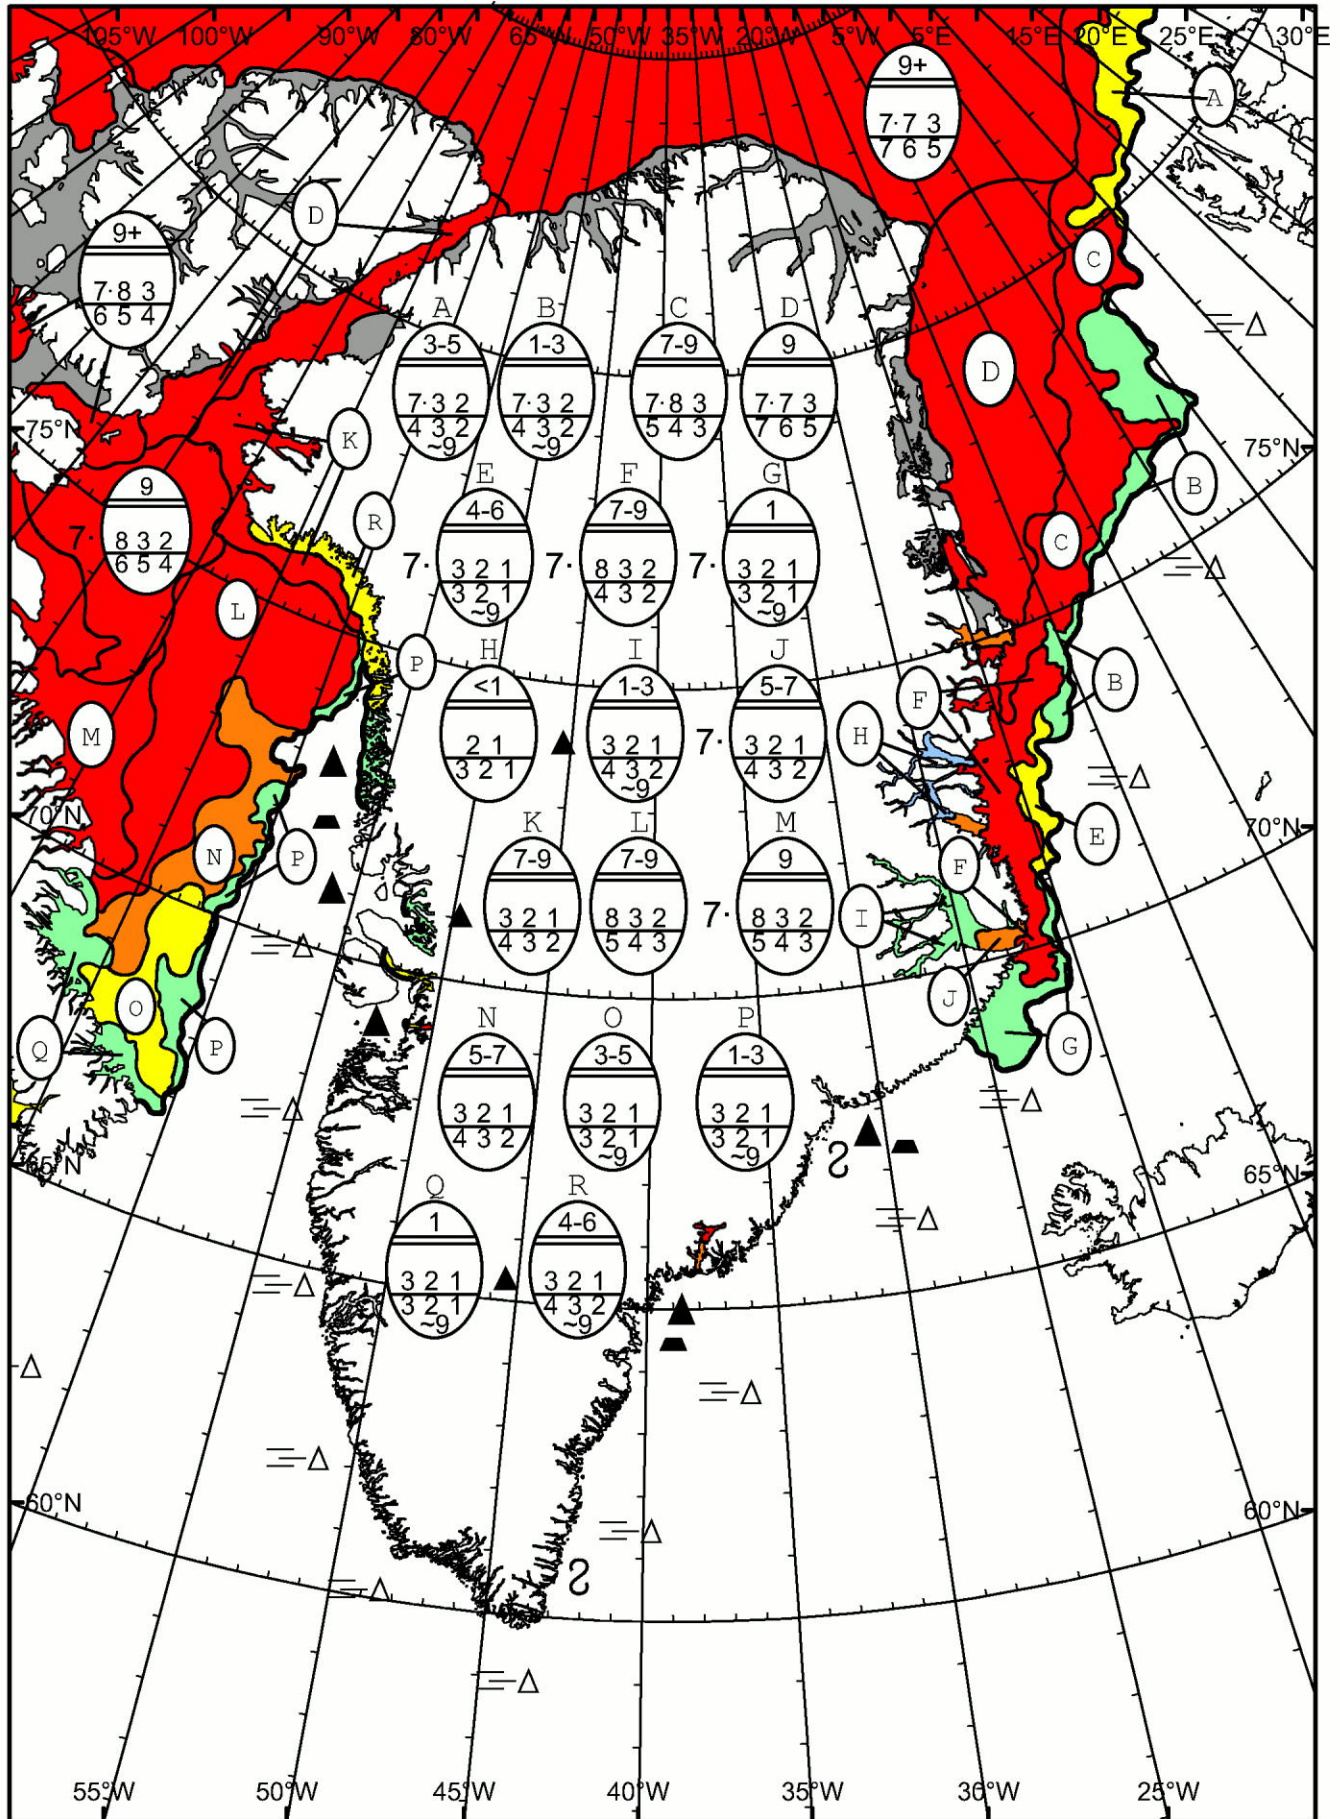 105°W 100°W 90°W 80°W 65°W 50°W 35°W 20°W 5°W 5°E 15°E 20°E 25°E 30°E
9+
7·7 3
7 6 5
A
D
9+
7·8 3
6 5 4
C
A B C D
3-5 1-3 7-9 9
7·3 2 7·3 2 7·8 3 7·7 3
4 3 2 4 3 2 5 4 3 7 6 5
~9 ~9
D
75°N 75°N
K
B
9
7· 8 3 2
6 5 4
R
E F G
4-6 7-9 1
7· 3 2 1 7· 8 3 2 7· 3 2 1
3 2 1 4 3 2 3 2 1
~9 ~9
C
L
P
B
H I J
<1 1-3 5-7
2 1 3 2 1 7· 3 2 1
3 2 1 4 3 2 4 3 2
~9
F
H
M
70°N 70°N
E
N P
K L M
7-9 7-9 9
3 2 1 8 3 2 7· 8 3 2
4 3 2 5 4 3 5 4 3
F
I
J
O
Q P G
N O P
5-7 3-5 1-3
3 2 1 3 2 1 3 2 1
4 3 2 3 2 1 3 2 1
~9 ~9
65°N 65°N
Q R
1 4-6
3 2 1 3 2 1
3 2 1 4 3 2
~9 ~9
60°N 60°N
55°W 50°W 45°W 40°W 35°W 30°W 25°W